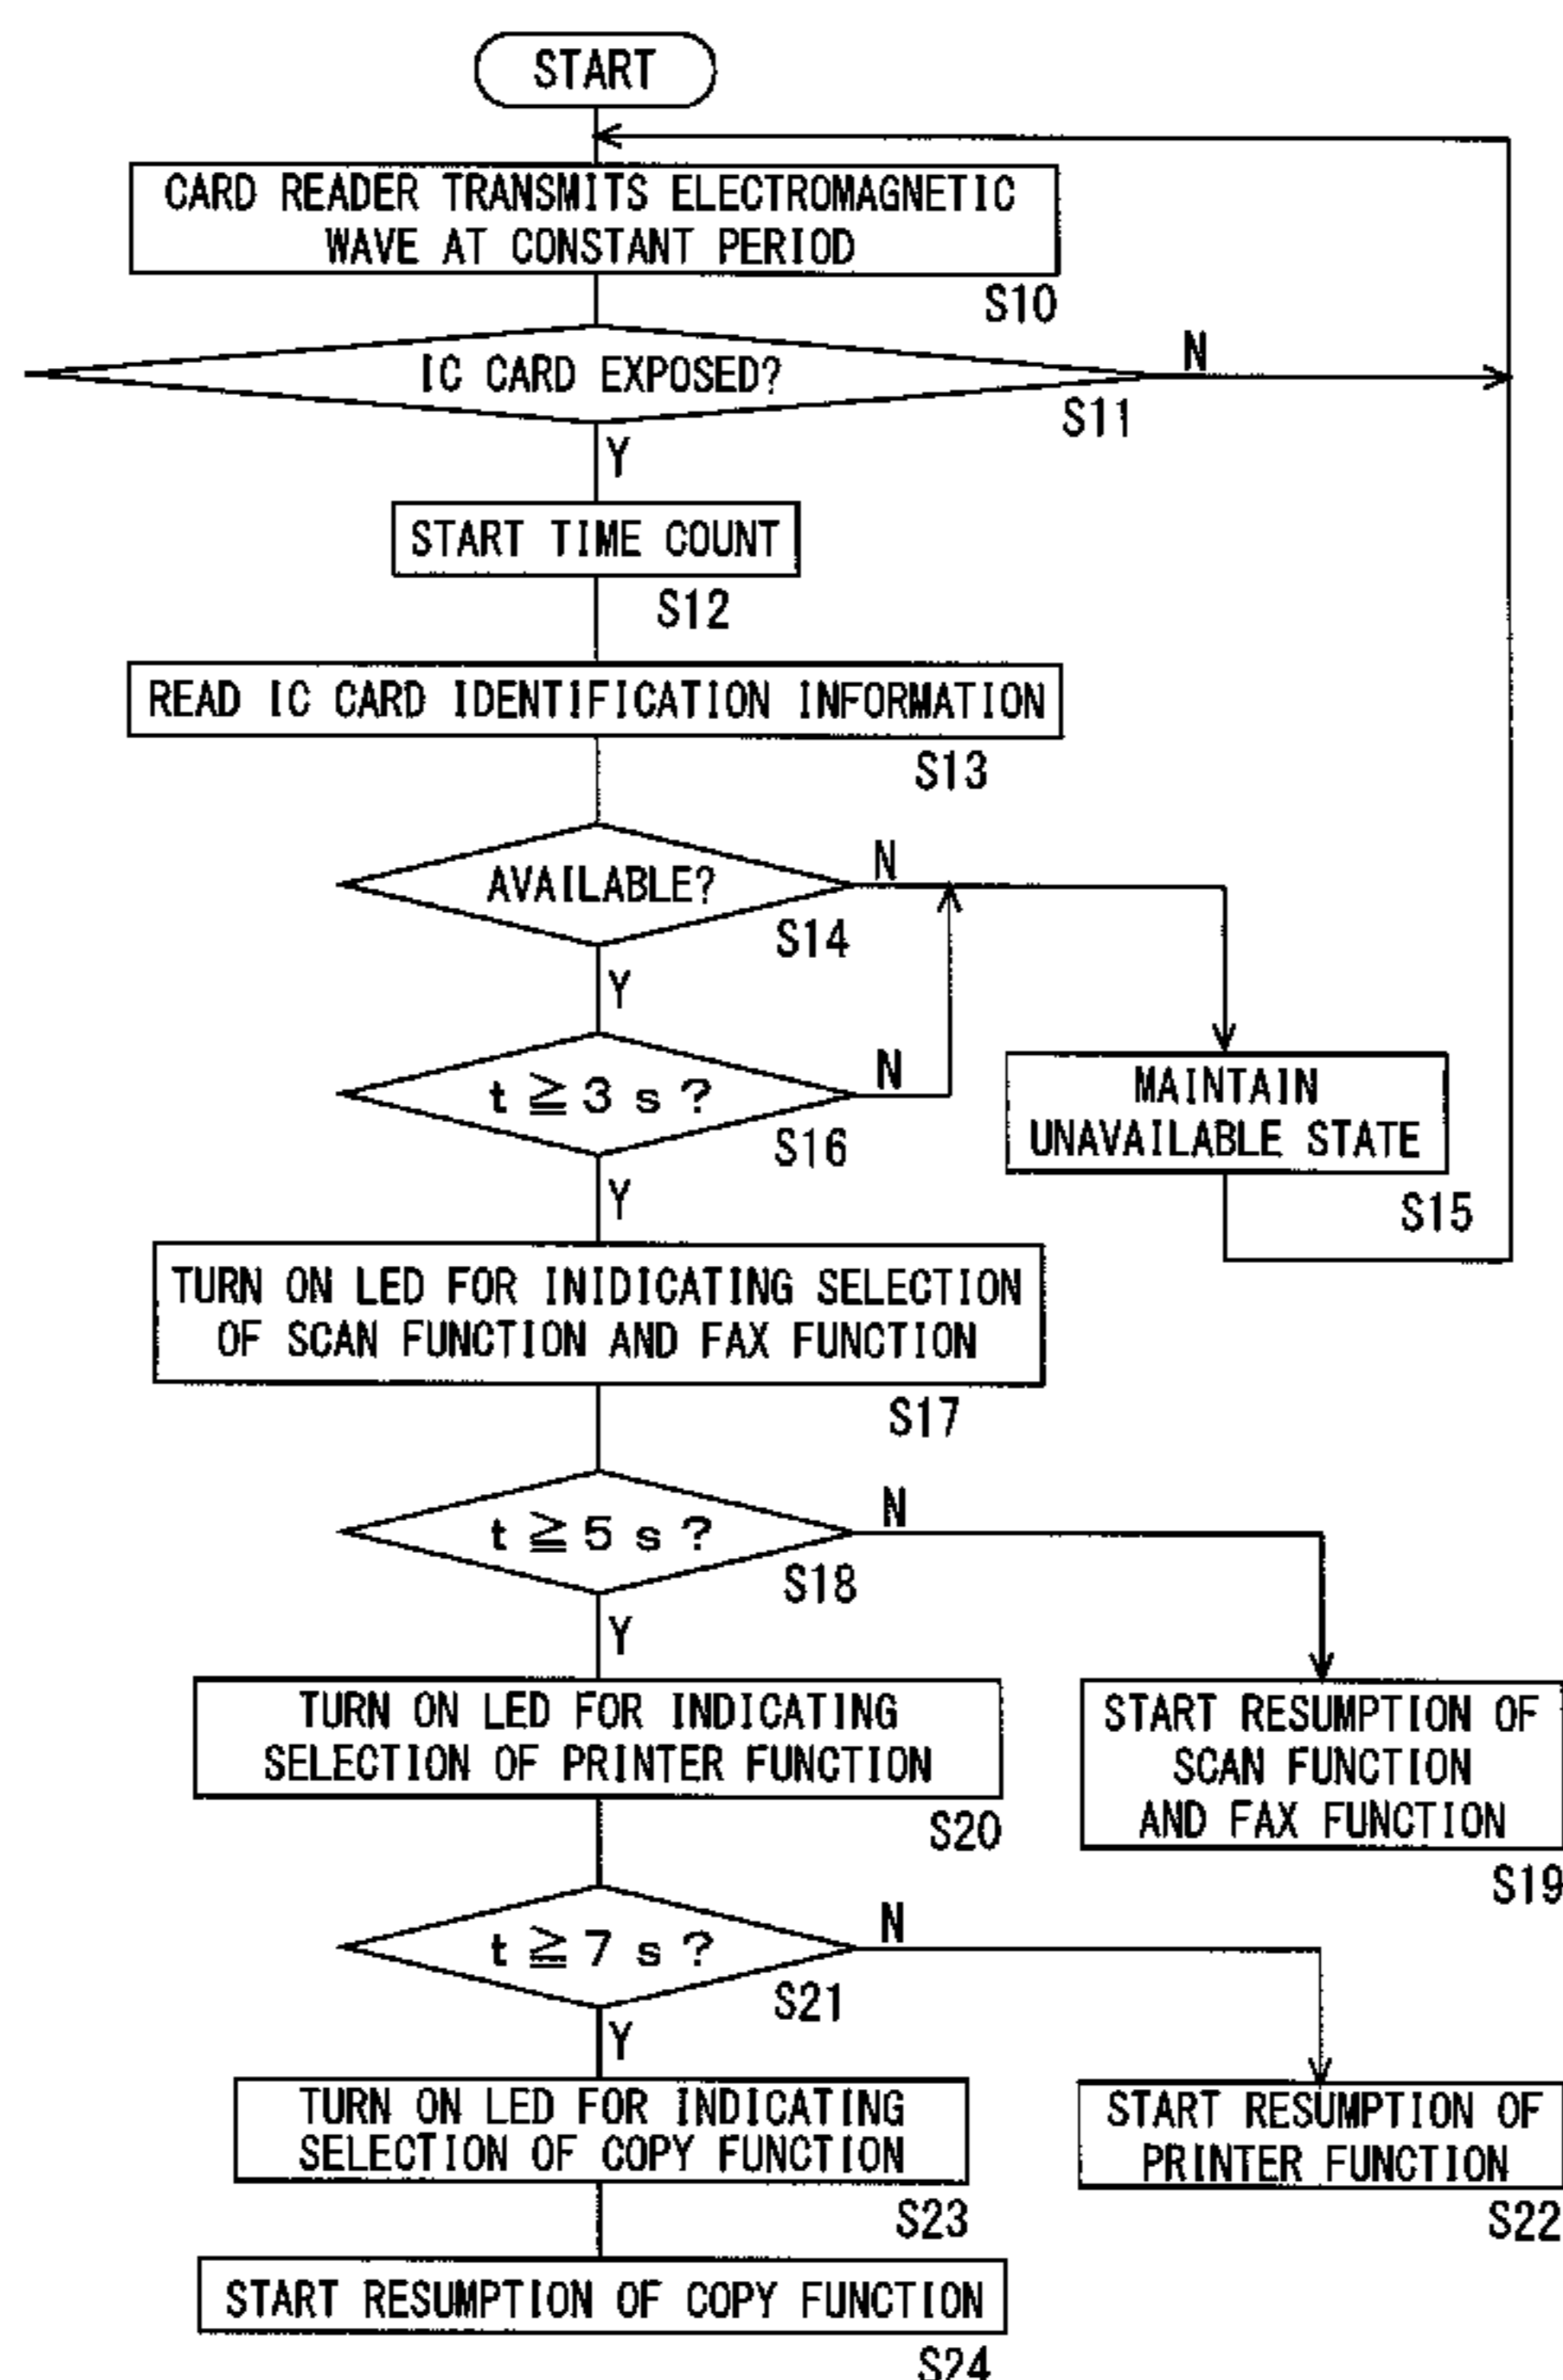 START
CARD READER TRANSMITS ELECTROMAGNETIC
WAVE AT CONSTANT PERIOD
S10
IC CARD EXPOSED?
N
S11
Y
START TIME COUNT
S12
READ IC CARD IDENTIFICATION INFORMATION
S13
AVAILABLE?
N
S14
Y
t ≧ 3 s ?
N
S16
MAINTAIN
UNAVAILABLE STATE
S15
Y
TURN ON LED FOR INIDICATING SELECTION
OF SCAN FUNCTION AND FAX FUNCTION
S17
t ≧ 5 s ?
N
S18
Y
TURN ON LED FOR INDICATING
SELECTION OF PRINTER FUNCTION
S20
START RESUMPTION OF
SCAN FUNCTION
AND FAX FUNCTION
S19
t ≧ 7 s ?
N
S21
Y
TURN ON LED FOR INDICATING
SELECTION OF COPY FUNCTION
S23
START RESUMPTION OF
PRINTER FUNCTION
S22
START RESUMPTION OF COPY FUNCTION
S24